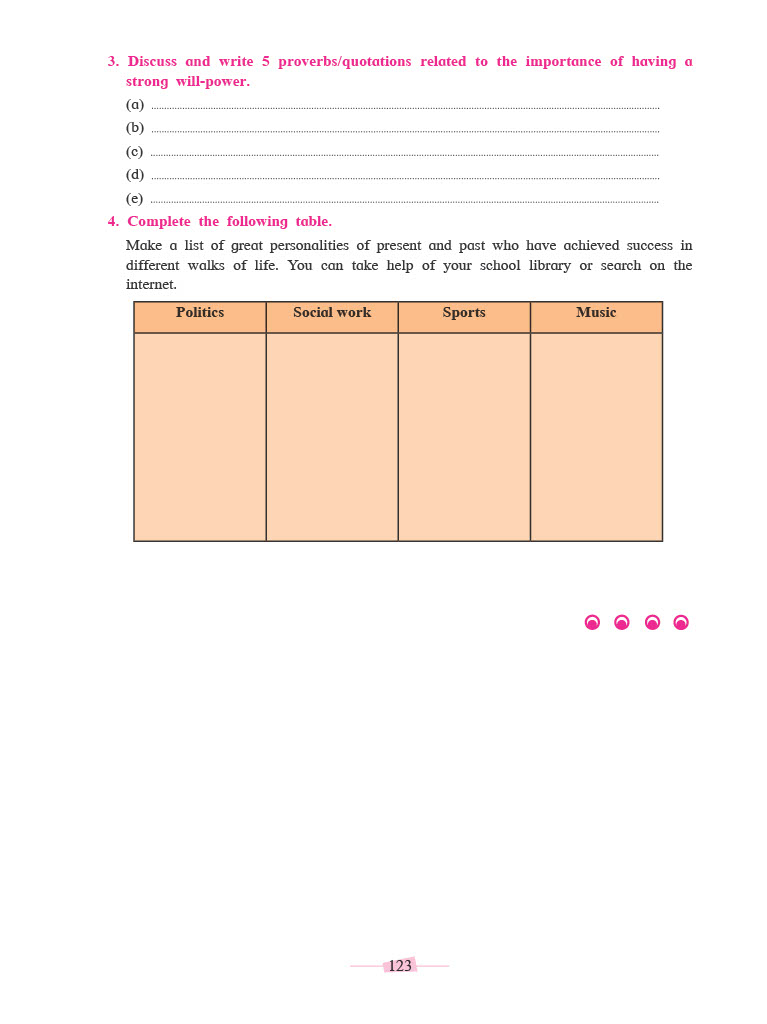 3. Discuss and write 5 proverbs/quotations related to the importance of having a
strong will-power.
(a) ..........
(b) ..........
(c) ..........
(d) ..........
(e) ..........
4. Complete the following table.
Make a list of great personalities of present and past who have achieved success in
different walks of life. You can take help of your school library or search on the
internet.
Politics Social work Sports Music
123